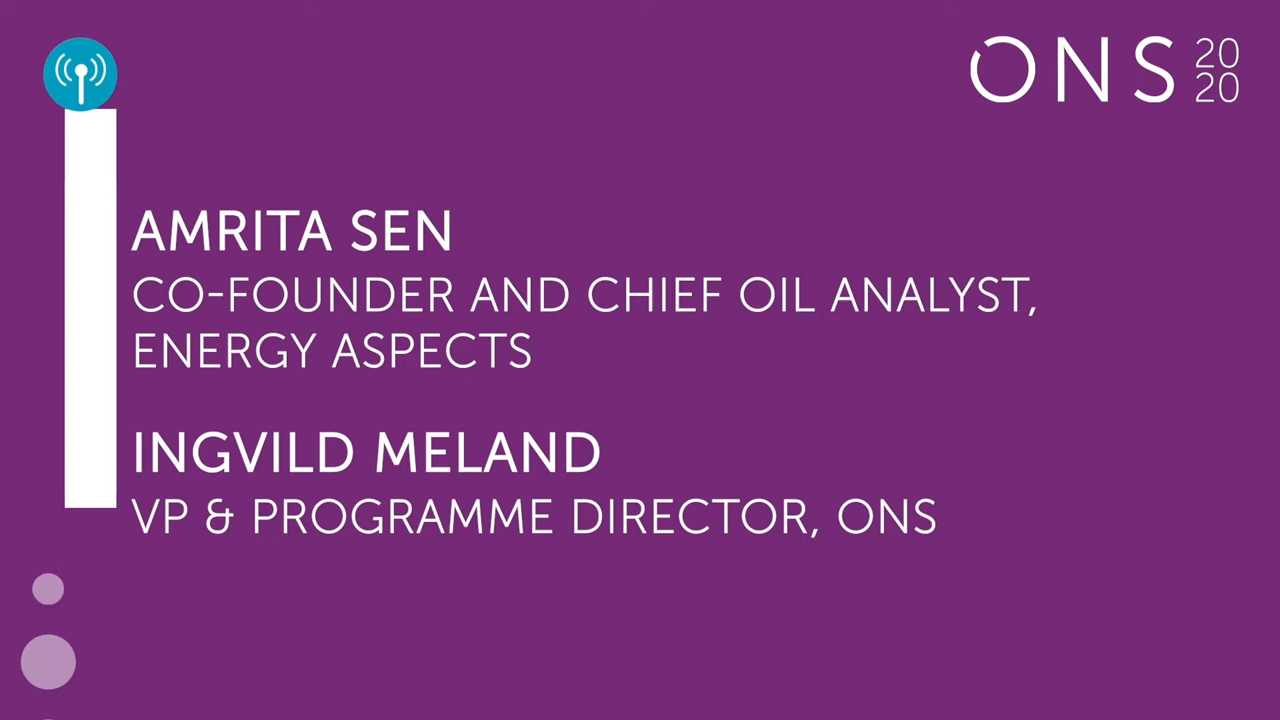 ONS 20
20
AMRITA SEN
CO-FOUNDER AND CHIEF OIL ANALYST,
ENERGY ASPECTS
INGVILD MELAND
VP & PROGRAMME DIRECTOR, ONS